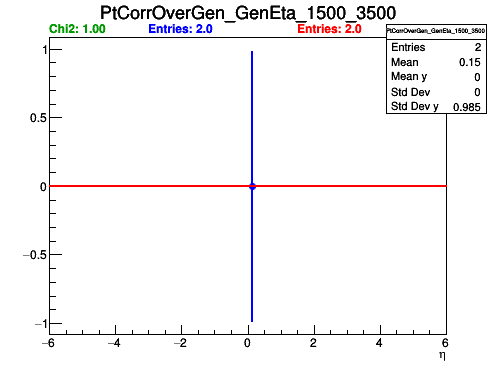 PtCorrOverGen_GenEta_1500_3500
Chi2: 1.00 Entries: 2.0 Entries: 2.0
PtCorrOverGen_GenEta_1500_3500
Entries 2
Mean 0.15
Mean y 0
Std Dev 0
Std Dev y 0.985
1
0.5
0
−0.5
−1
−6 −4 −2 0 2 4 6
η